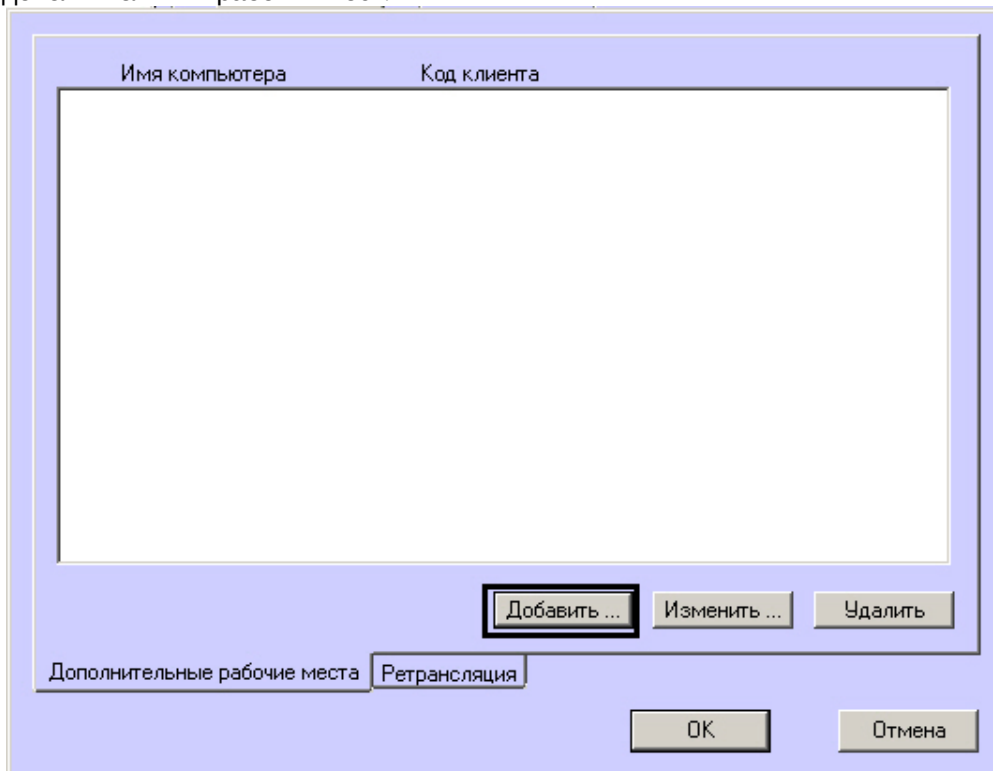 Имя компьютера Код клиента
Добавить ... Изменить ... Удалить
Дополнительные рабочие места Ретрансляция
OK Отмена